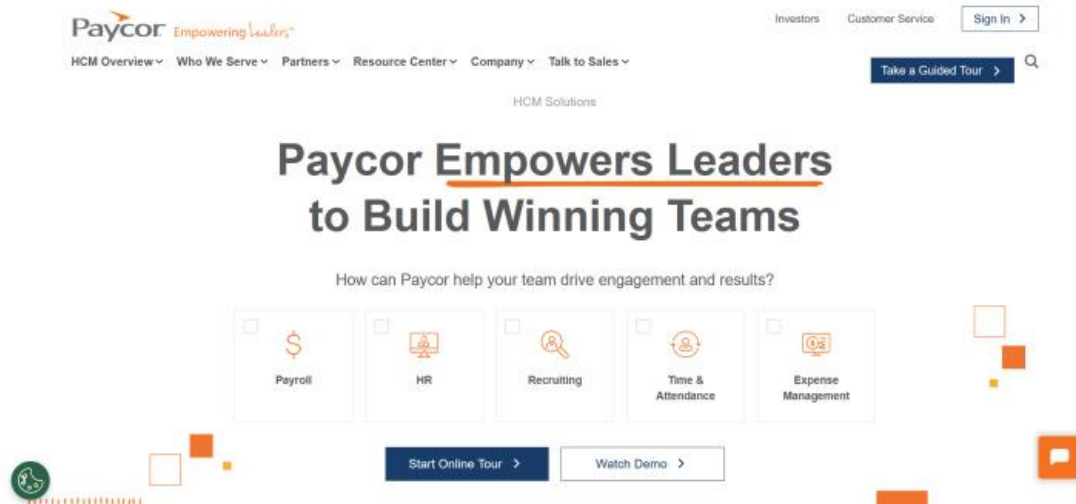 Paycor Empowering Leaders
Investors Customer Service Sign In
HCM Overview Who We Serve Partners Resource Center Company Talk to Sales
Take a Guided Tour
HCM Solutions
Paycor Empowers Leaders
to Build Winning Teams
How can Paycor help your team drive engagement and results?
Payroll
HR
Recruiting
Time &
Attendance
Expense
Management
Start Online Tour
Watch Demo